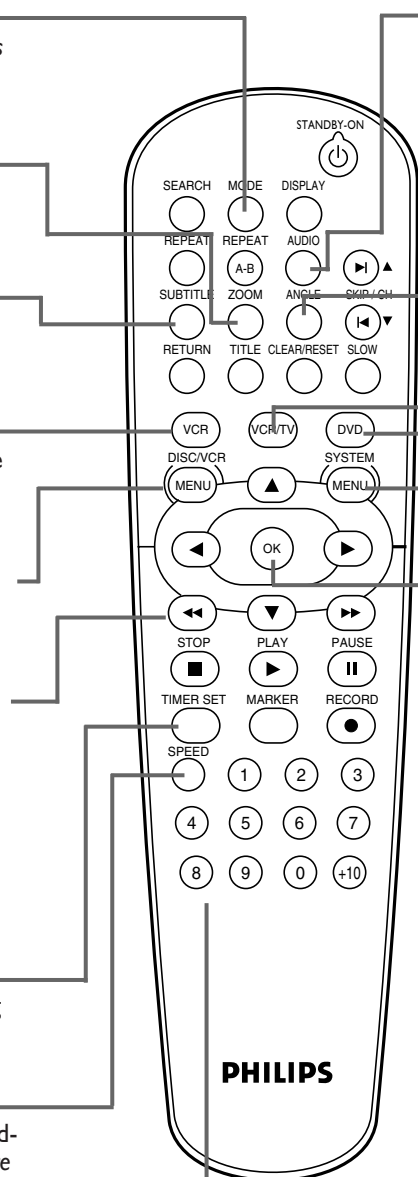 s
STANDBY-ON
SEARCH MODE DISPLAY
REPEAT REPEAT AUDIO
A-B
SUBTITLE ZOOM ANGLE SKIP / CH
RETURN TITLE CLEAR/RESET SLOW
VCR VCR/TV DVD
e
DISC/VCR SYSTEM
MENU MENU
OK
STOP PLAY PAUSE
TIMER SET MARKER RECORD
SPEED
1 2 3
4 5 6 7
8 9 0 +10
PHILIPS
d-
e